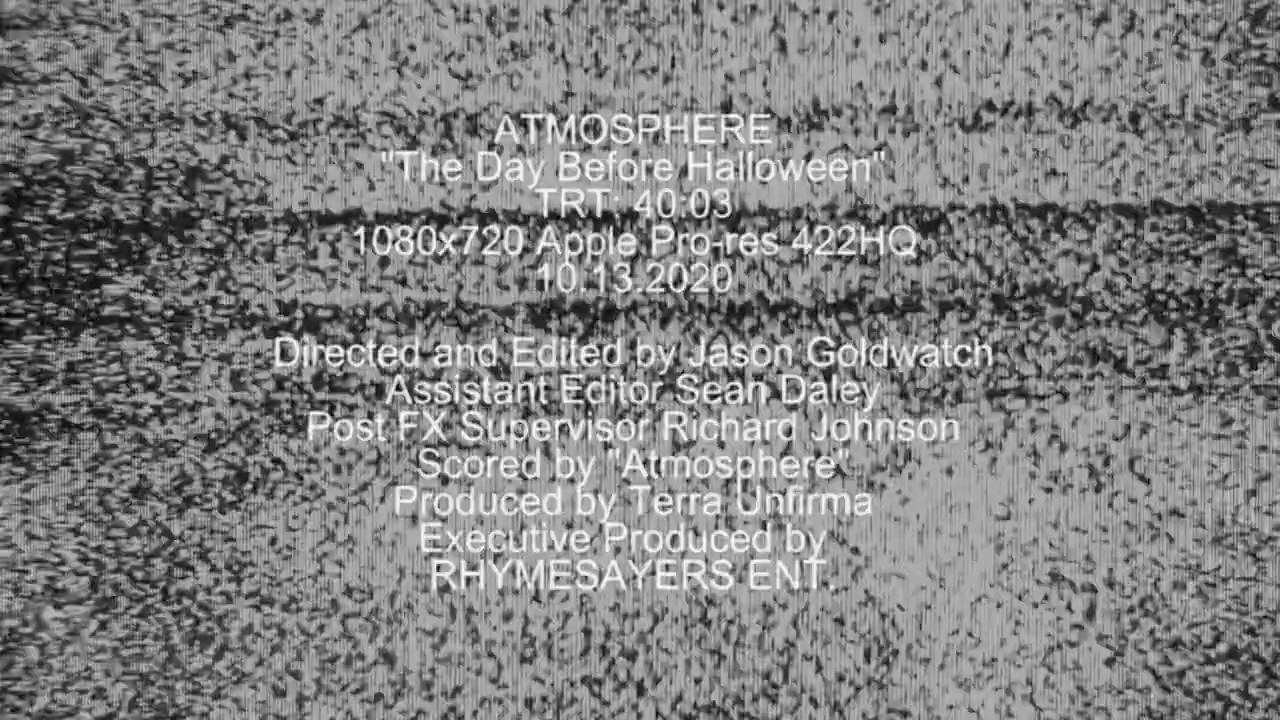 ATMOSPHERE
"The Day Before Halloween"
TRT: 40:03
1080x720 Apple Pro-res 422HQ
10.13.2020
Directed and Edited by Jason Goldwatch
Assistant Editor Sean Daley
Post FX Supervisor Richard Johnson
Scored by "Atmosphere"
Produced by Terra Unfirma
Executive Produced by
RHYMESAYERS ENT.